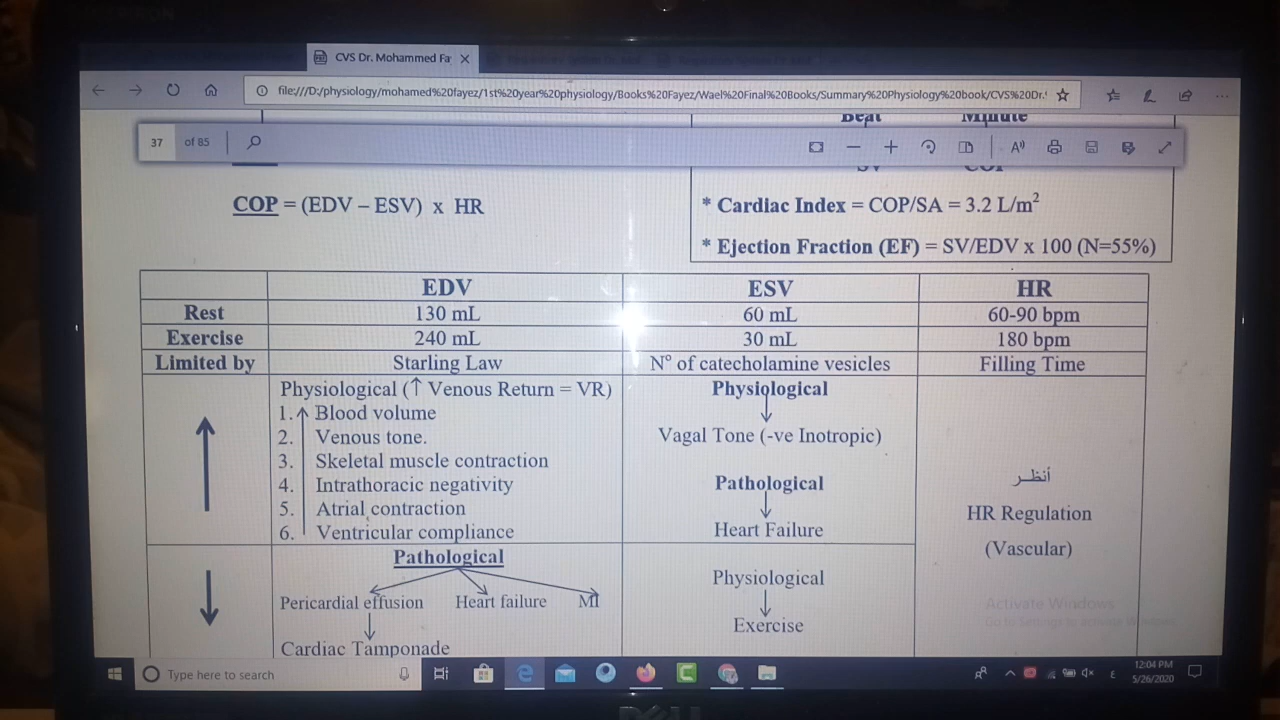 CVS Dr. Mohammed Fa
file:///D:/physiology/mohamed%20fayez/1st%20year%20physiology/Books%20Fayez/Wael%20Final%20Books/Summary%20Physiology%20book/CVS%20Dr.
Beat Minute
37 of 85
SV COP
COP = (EDV – ESV) x HR
* Cardiac Index = COP/SA = 3.2 L/m²
* Ejection Fraction (EF) = SV/EDV x 100 (N=55%)
EDV ESV HR
Rest 130 mL 60 mL 60-90 bpm
Exercise 240 mL 30 mL 180 bpm
Limited by Starling Law N° of catecholamine vesicles Filling Time
↑
Physiological (↑ Venous Return = VR)
1. ↑ Blood volume
2. Venous tone.
3. Skeletal muscle contraction
4. Intrathoracic negativity
5. Atrial contraction
6. Ventricular compliance
Physiological
↓
Vagal Tone (-ve Inotropic)
Pathological
↓
Heart Failure
أنظر
HR Regulation
(Vascular)
↓
Pathological
Pericardial effusion Heart failure MI
↓
Cardiac Tamponade
Physiological
↓
Exercise
Activate Windows
Type here to search
ε
12:04 PM
5/26/2020
DELL